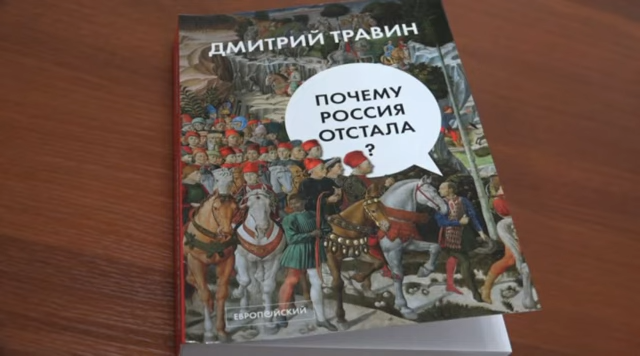 ДМИТРИЙ ТРАВИН
ПОЧЕМУ
РОССИЯ
ОТСТАЛА
?
ЕВРОПЕЙСКИЙ